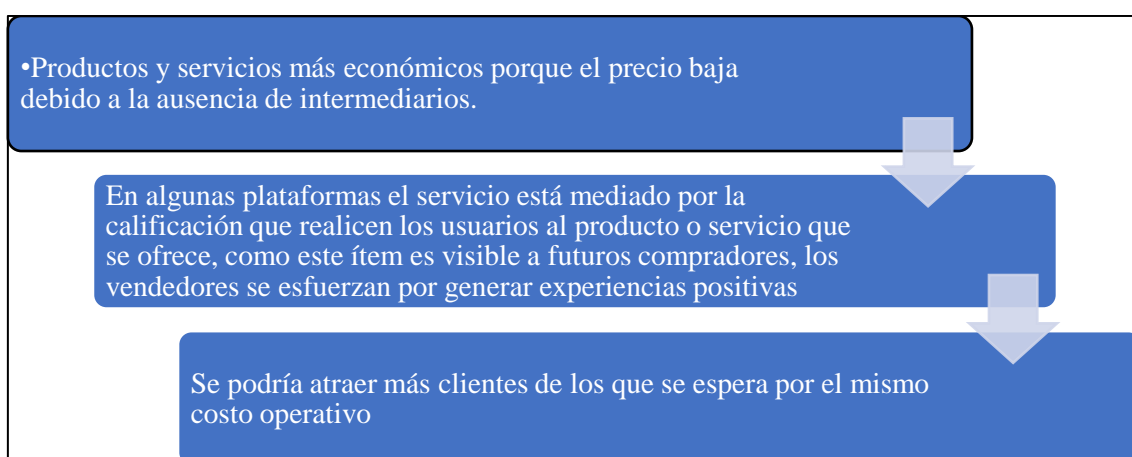 •Productos y servicios más económicos porque el precio baja
debido a la ausencia de intermediarios.
En algunas plataformas el servicio está mediado por la
calificación que realicen los usuarios al producto o servicio que
se ofrece, como este ítem es visible a futuros compradores, los
vendedores se esfuerzan por generar experiencias positivas
Se podría atraer más clientes de los que se espera por el mismo
costo operativo